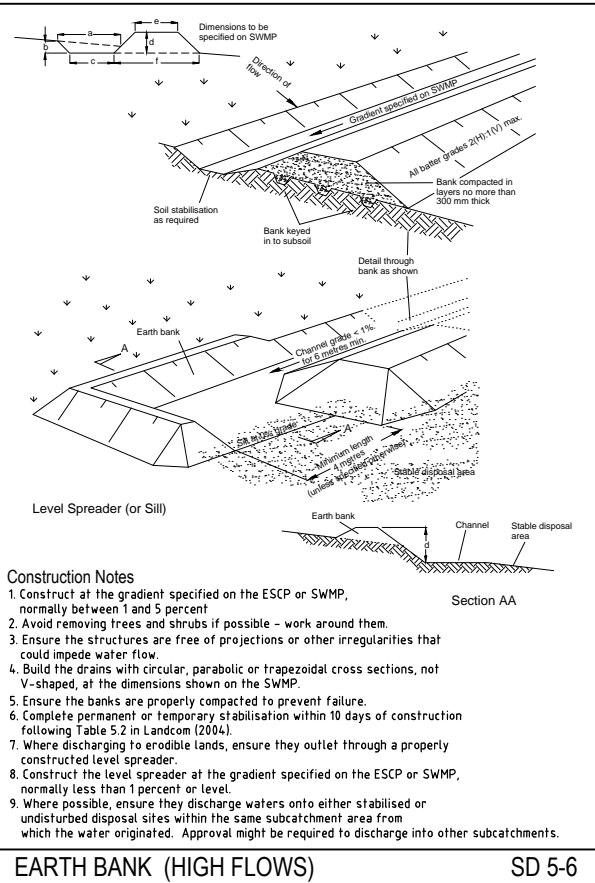 e
Dimensions to be
specified on SWMP
a
b
d
c
f
Direction of
flow
Gradient specified on SWMP
All batter grades 2(H):1(V) max.
Bank compacted in
layers no more than
300 mm thick
Soil stabilisation
as required
Bank keyed
in to subsoil
Detail through
bank as shown
Earth bank
A
Channel grade < 1%.
for 6 metres min.
Sill at 0% grade
A
Minimum length
4 metres
(unless specified otherwise)
Stable disposal area
Level Spreader (or Sill)
Earth bank
Channel
Stable disposal
area
d
Section AA
Construction Notes
1. Construct at the gradient specified on the ESCP or SWMP,
normally between 1 and 5 percent
2. Avoid removing trees and shrubs if possible - work around them.
3. Ensure the structures are free of projections or other irregularities that
could impede water flow.
4. Build the drains with circular, parabolic or trapezoidal cross sections, not
V-shaped, at the dimensions shown on the SWMP.
5. Ensure the banks are properly compacted to prevent failure.
6. Complete permanent or temporary stabilisation within 10 days of construction
following Table 5.2 in Landcom (2004).
7. Where discharging to erodible lands, ensure they outlet through a properly
constructed level spreader.
8. Construct the level spreader at the gradient specified on the ESCP or SWMP,
normally less than 1 percent or level.
9. Where possible, ensure they discharge waters onto either stabilised or
undisturbed disposal sites within the same subcatchment area from
which the water originated. Approval might be required to discharge into other subcatchments.
EARTH BANK (HIGH FLOWS)
SD 5-6